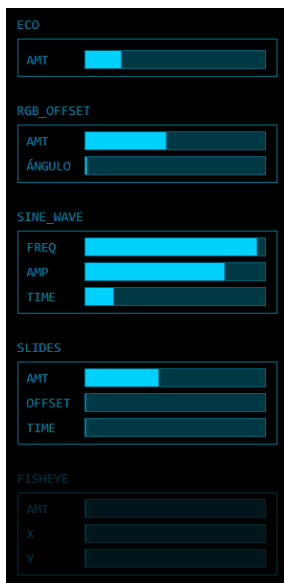 ECO
AMT
RGB_OFFSET
AMT
ÁNGULO
SINE_WAVE
FREQ
AMP
TIME
SLIDES
AMT
OFFSET
TIME
FISHEYE
AMT
X
Y